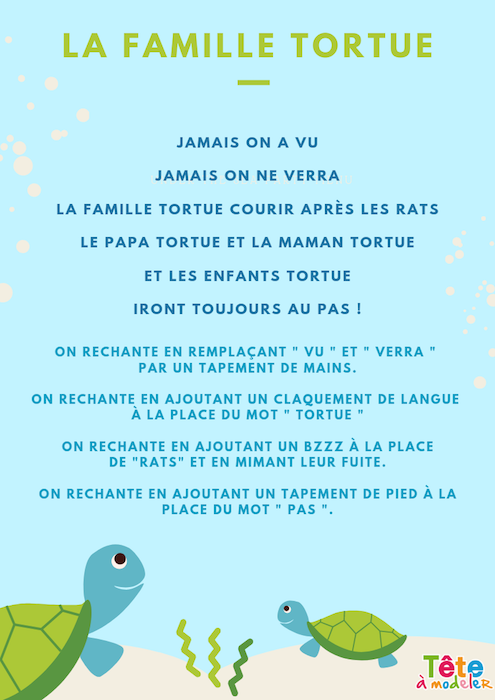 LA FAMILLE TORTUE
JAMAIS ON A VU
JAMAIS ON NE VERRA
LA FAMILLE TORTUE COURIR APRÈS LES RATS
LE PAPA TORTUE ET LA MAMAN TORTUE
ET LES ENFANTS TORTUE
IRONT TOUJOURS AU PAS !
ON RECHANTE EN REMPLAÇANT " VU " ET " VERRA "
PAR UN TAPEMENT DE MAINS.
ON RECHANTE EN AJOUTANT UN CLAQUEMENT DE LANGUE
À LA PLACE DU MOT " TORTUE "
ON RECHANTE EN AJOUTANT UN BZZZ À LA PLACE
DE "RATS" ET EN MIMANT LEUR FUITE.
ON RECHANTE EN AJOUTANT UN TAPEMENT DE PIED À LA
PLACE DU MOT " PAS ".
Tête
à modeler